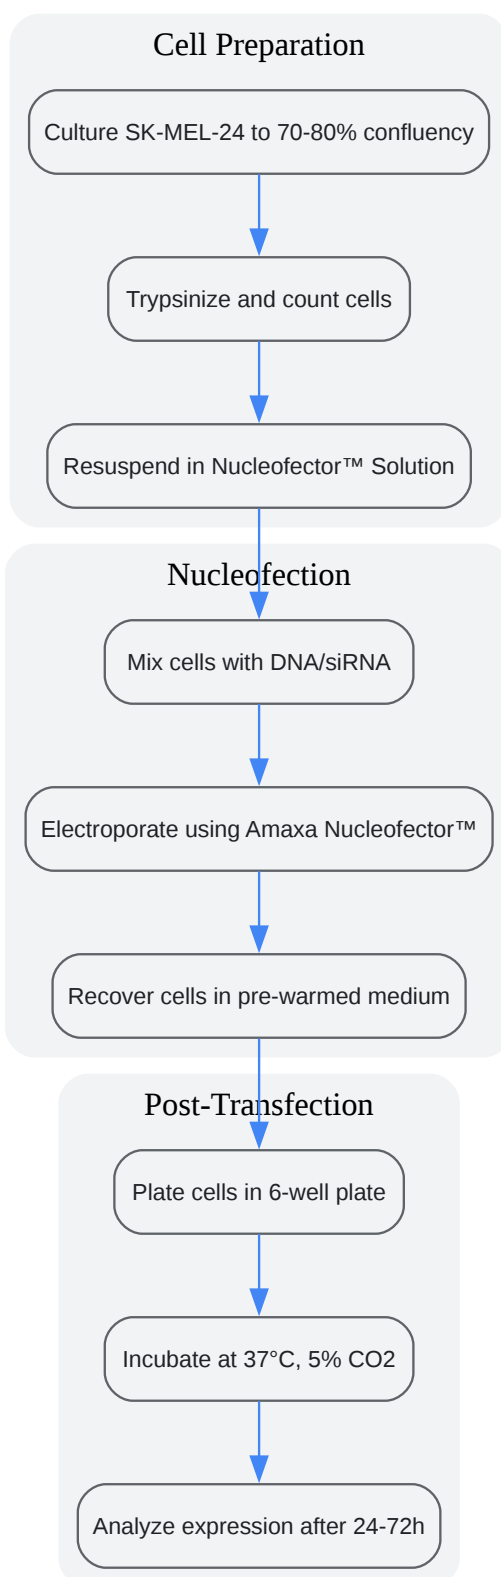 Cell Preparation
Culture SK-MEL-24 to 70-80% confluency
Trypsinize and count cells
Resuspend in Nucleofector™ Solution
Nucleofection
Mix cells with DNA/siRNA
Electroporate using Amaxa Nucleofector™
Recover cells in pre-warmed medium
Post-Transfection
Plate cells in 6-well plate
Incubate at 37°C, 5% CO2
Analyze expression after 24-72h